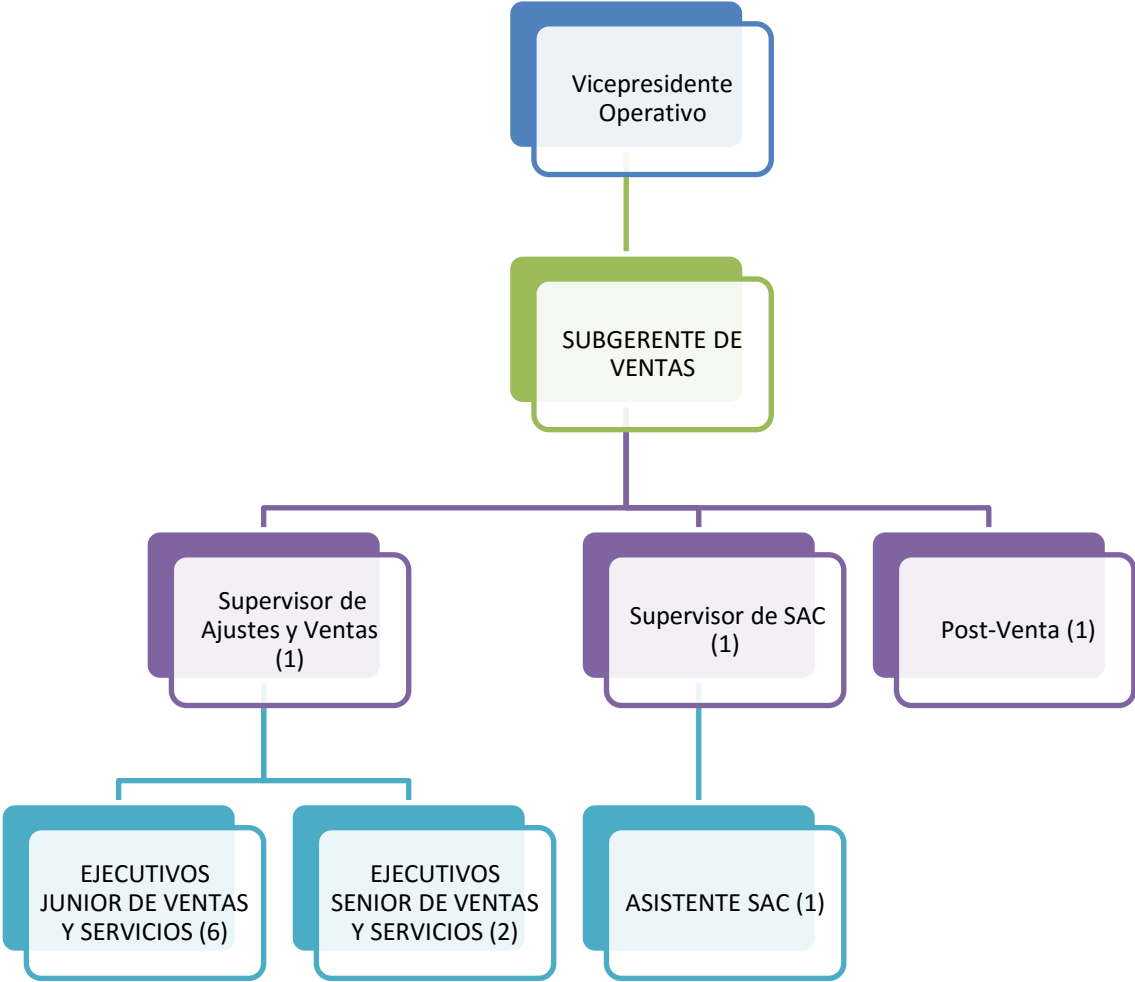 Vicepresidente
Operativo
SUBGERENTE DE
VENTAS
Supervisor de
Ajustes y Ventas
(1)
Supervisor de SAC
(1)
Post-Venta (1)
EJECUTIVOS
JUNIOR DE VENTAS
Y SERVICIOS (6)
EJECUTIVOS
SENIOR DE VENTAS
Y SERVICIOS (2)
ASISTENTE SAC (1)